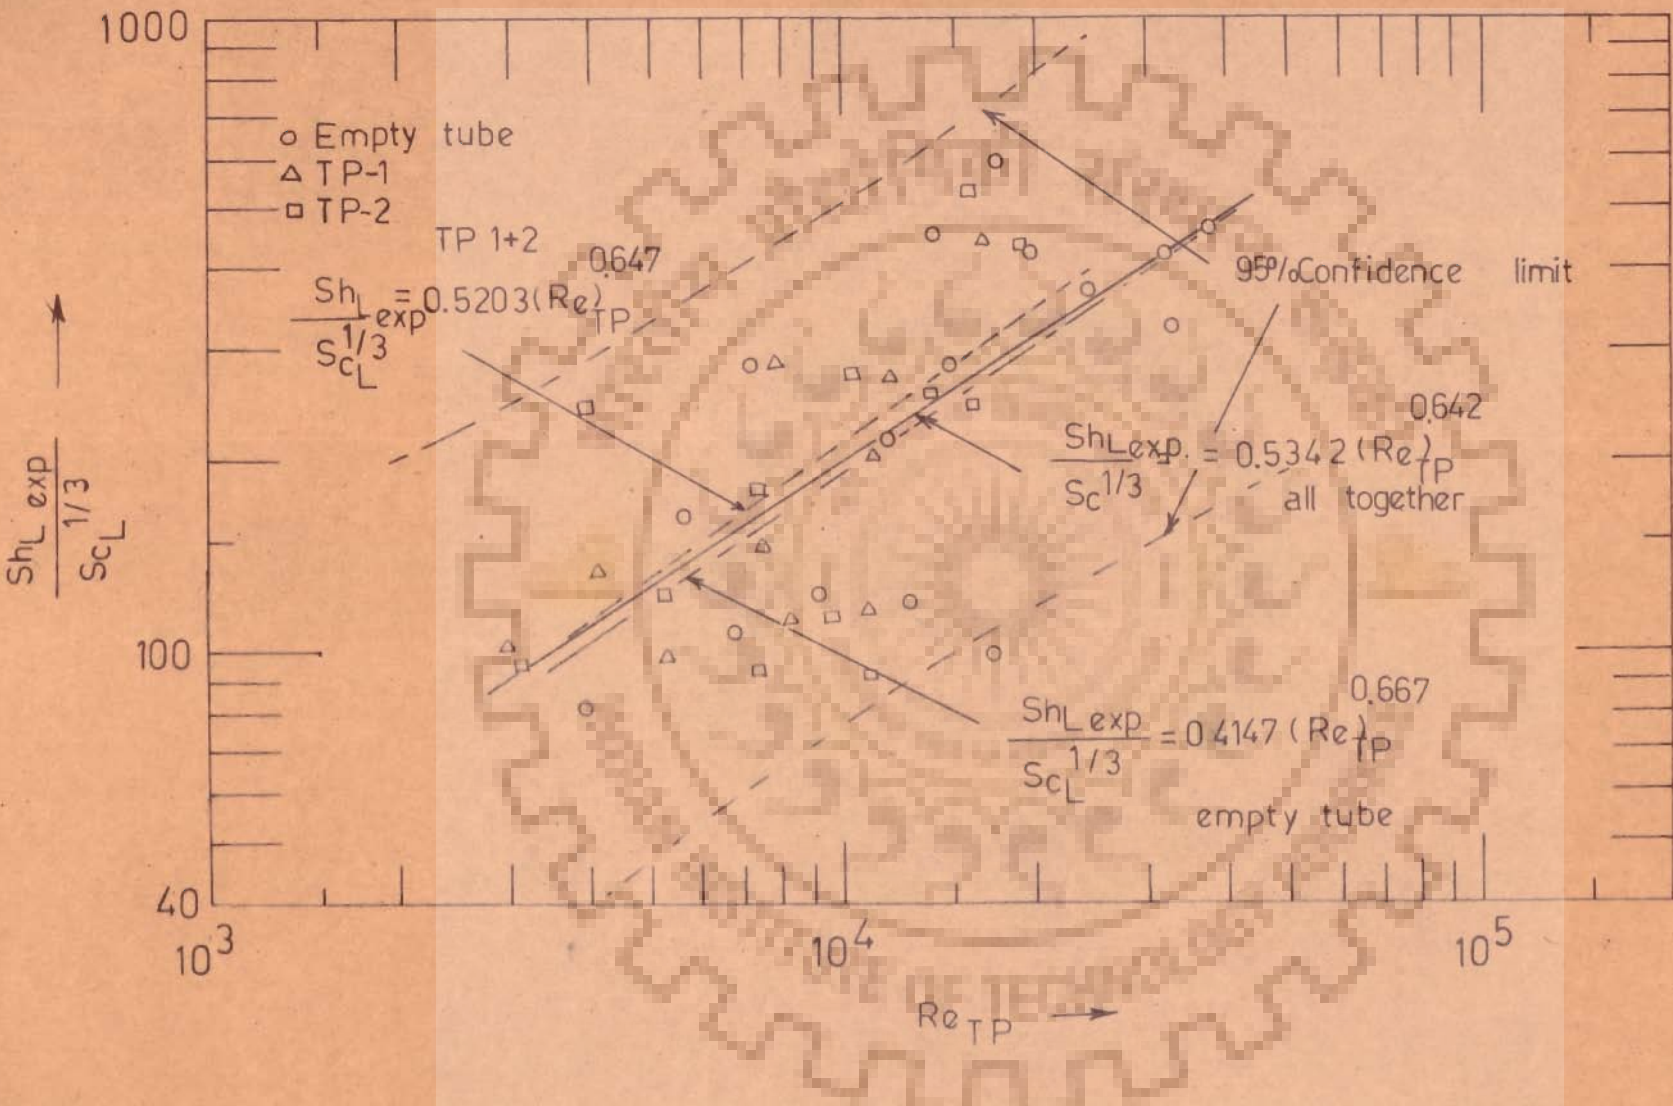 1000
o Empty tube
△ TP-1
□ TP-2
TP 1+2
Sh_L exp / Sc_L^1/3 = 0.5203 (Re)_TP^0.647
95% Confidence limit
Sh_L exp. / Sc^1/3 = 0.5342 (Re)_TP^0.642
all together
Sh_L exp / Sc_L^1/3
100
Sh_L exp / Sc_L^1/3 = 0.4147 (Re)_TP^0.667
empty tube
40
10^3 10^4 10^5
Re_TP
OF TECHNOLOGY